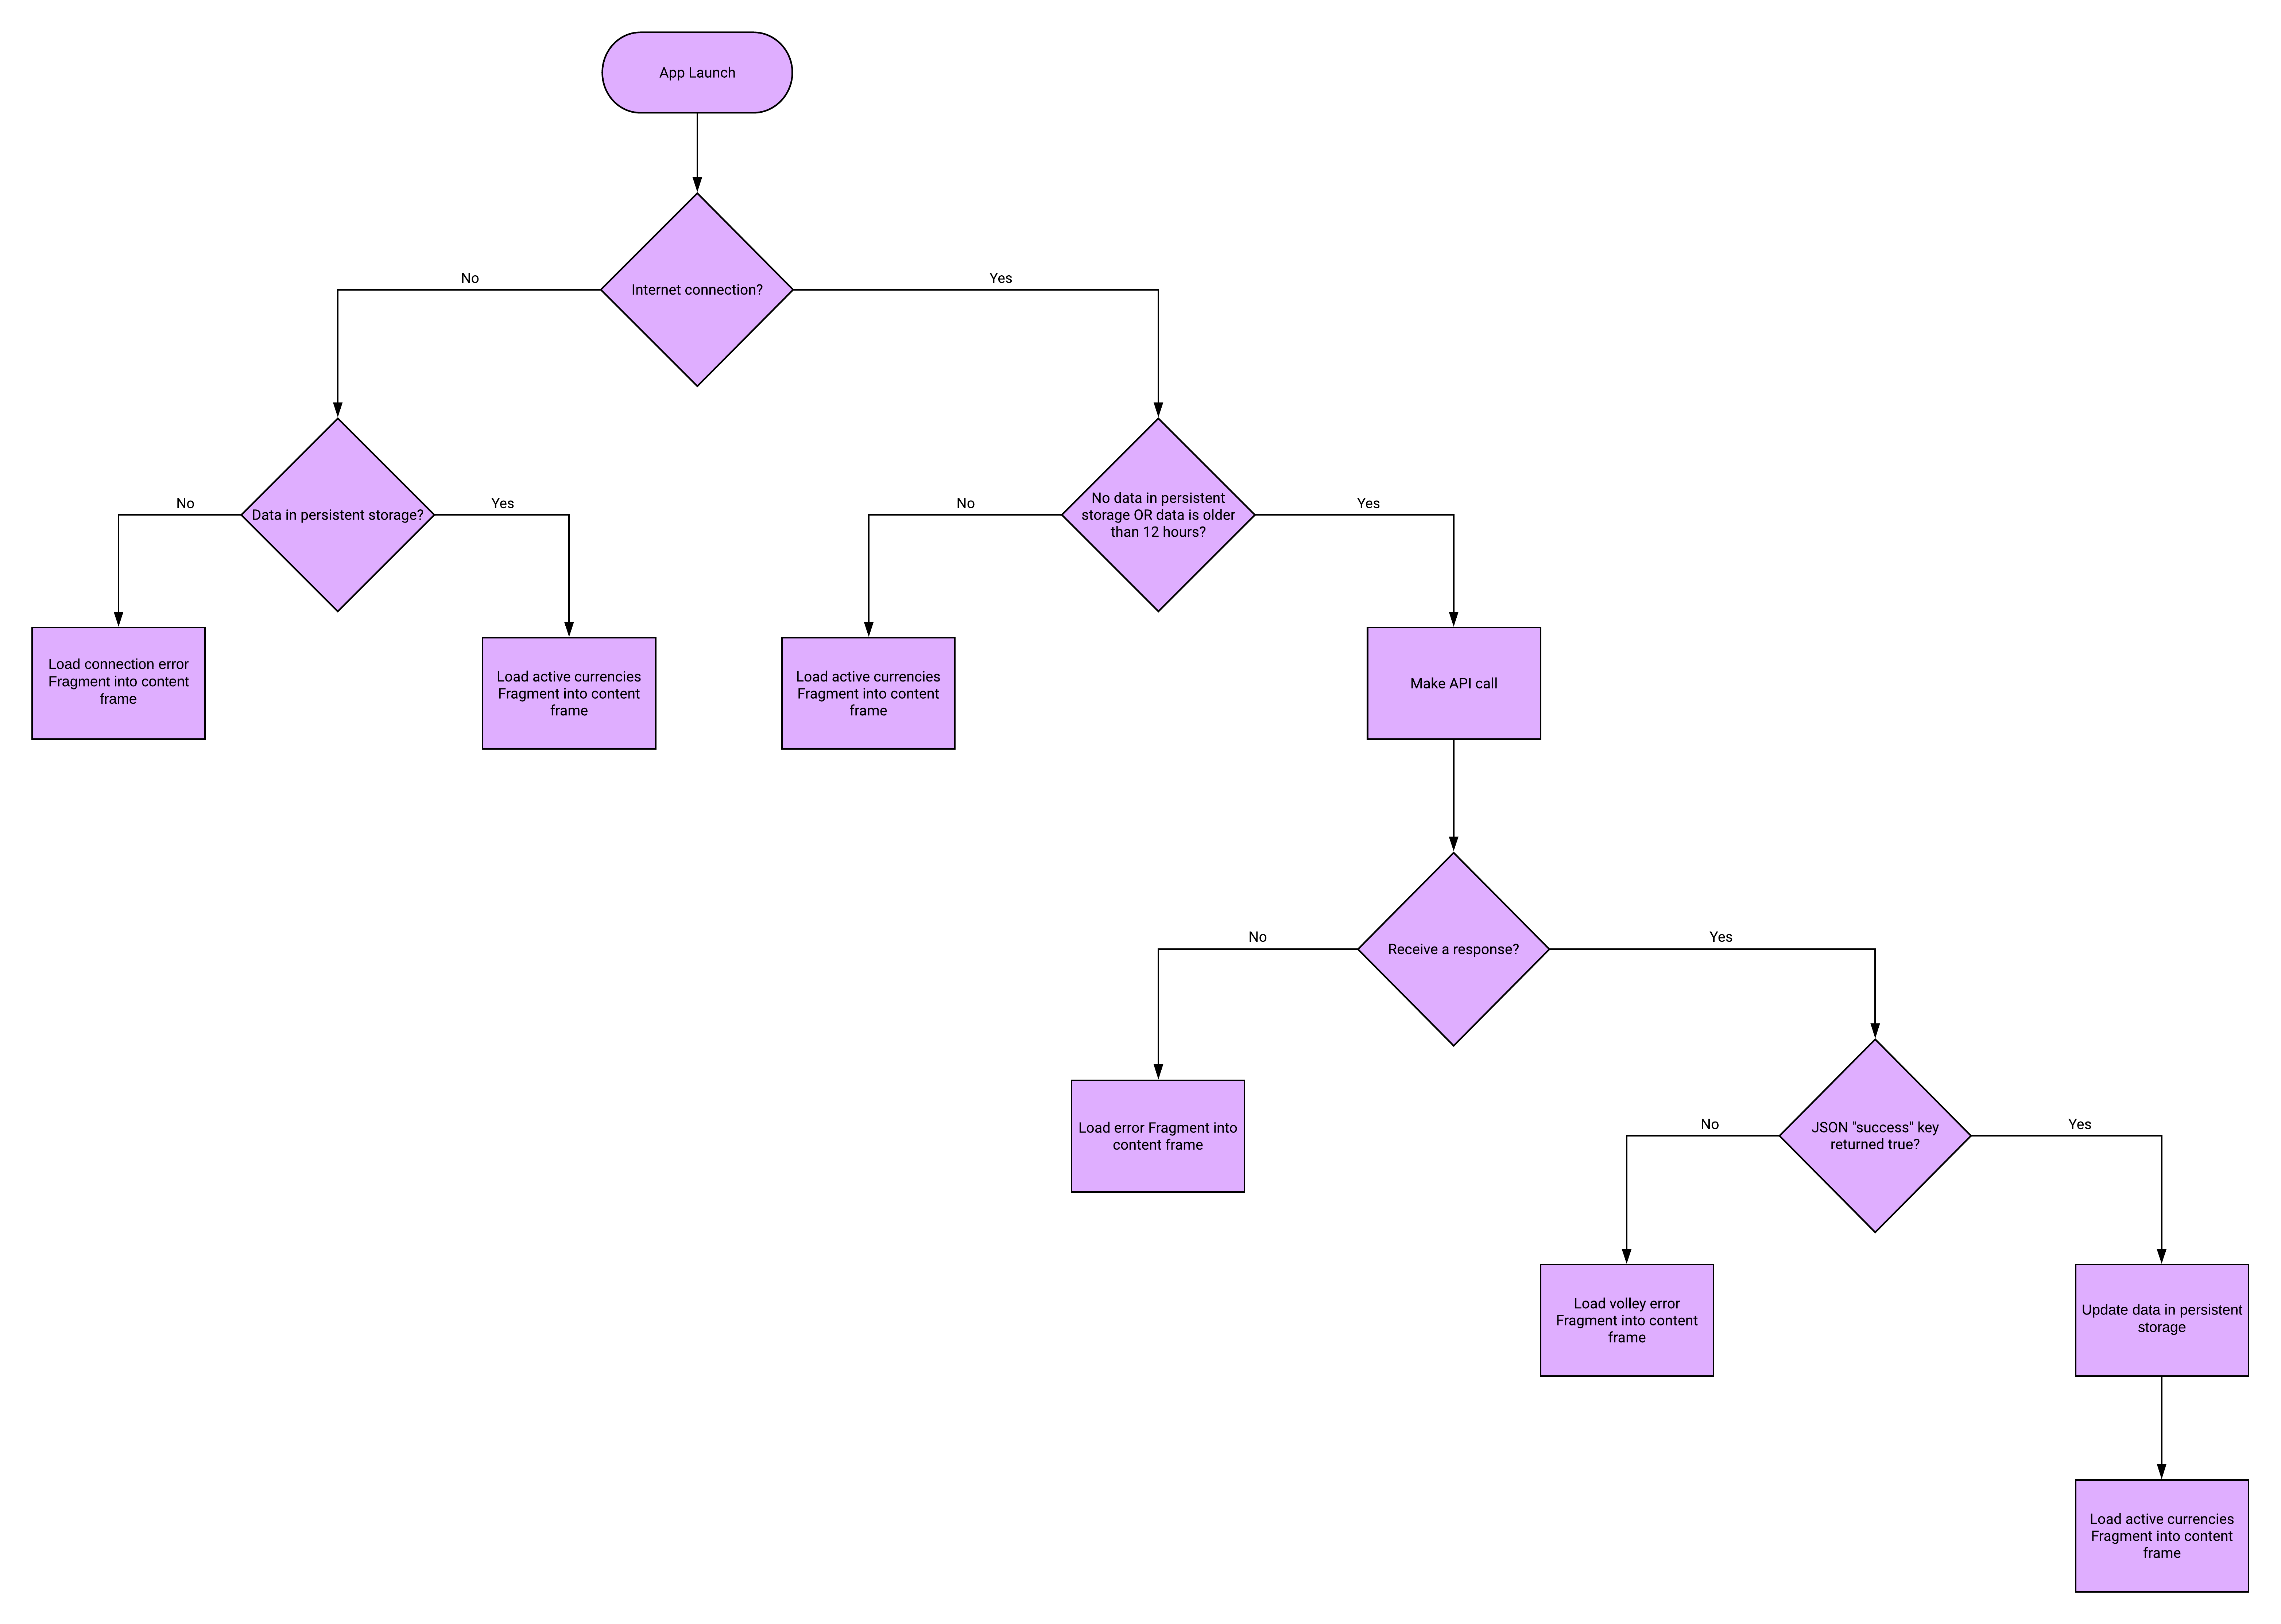 App Launch
Internet connection?
No
Yes
Data in persistent storage?
No
Yes
No data in persistent
storage OR data is older
than 12 hours?
No
Yes
Load connection error
Fragment into content
frame
Load active currencies
Fragment into content
frame
Load active currencies
Fragment into content
frame
Make API call
Receive a response?
No
Yes
Load error Fragment into
content frame
JSON "success" key
returned true?
No
Yes
Load volley error
Fragment into content
frame
Update data in persistent
storage
Load active currencies
Fragment into content
frame